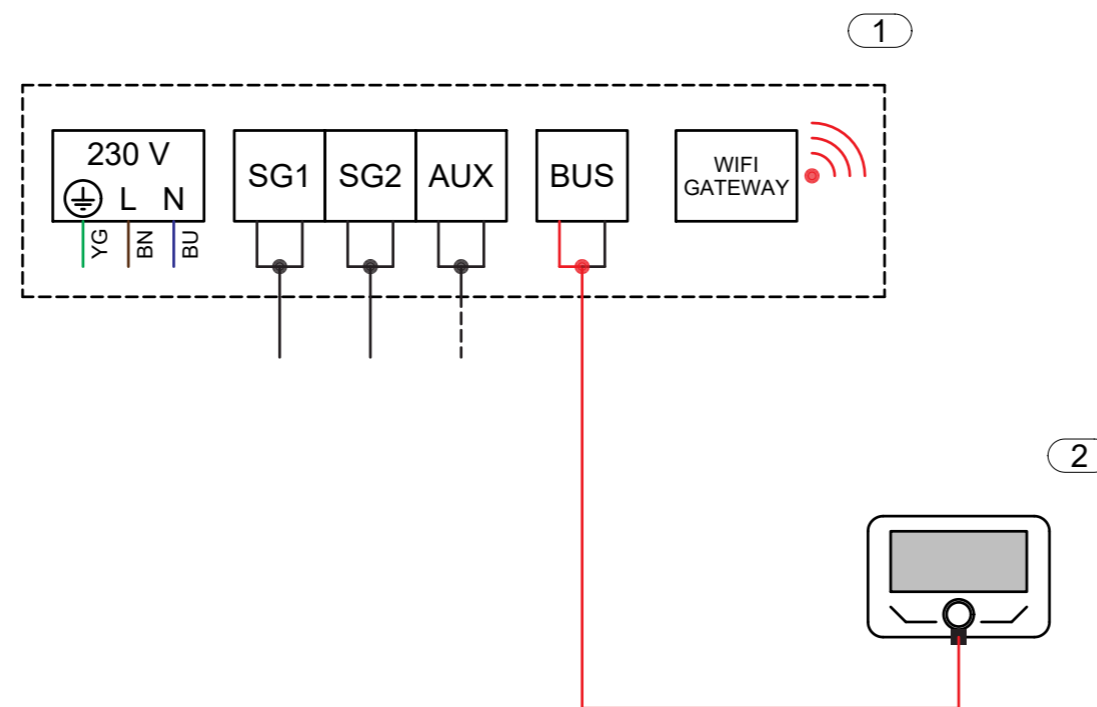 1
230 V
L N
YG
BN
BU
SG1
SG2
AUX
BUS
WIFI
GATEWAY
2